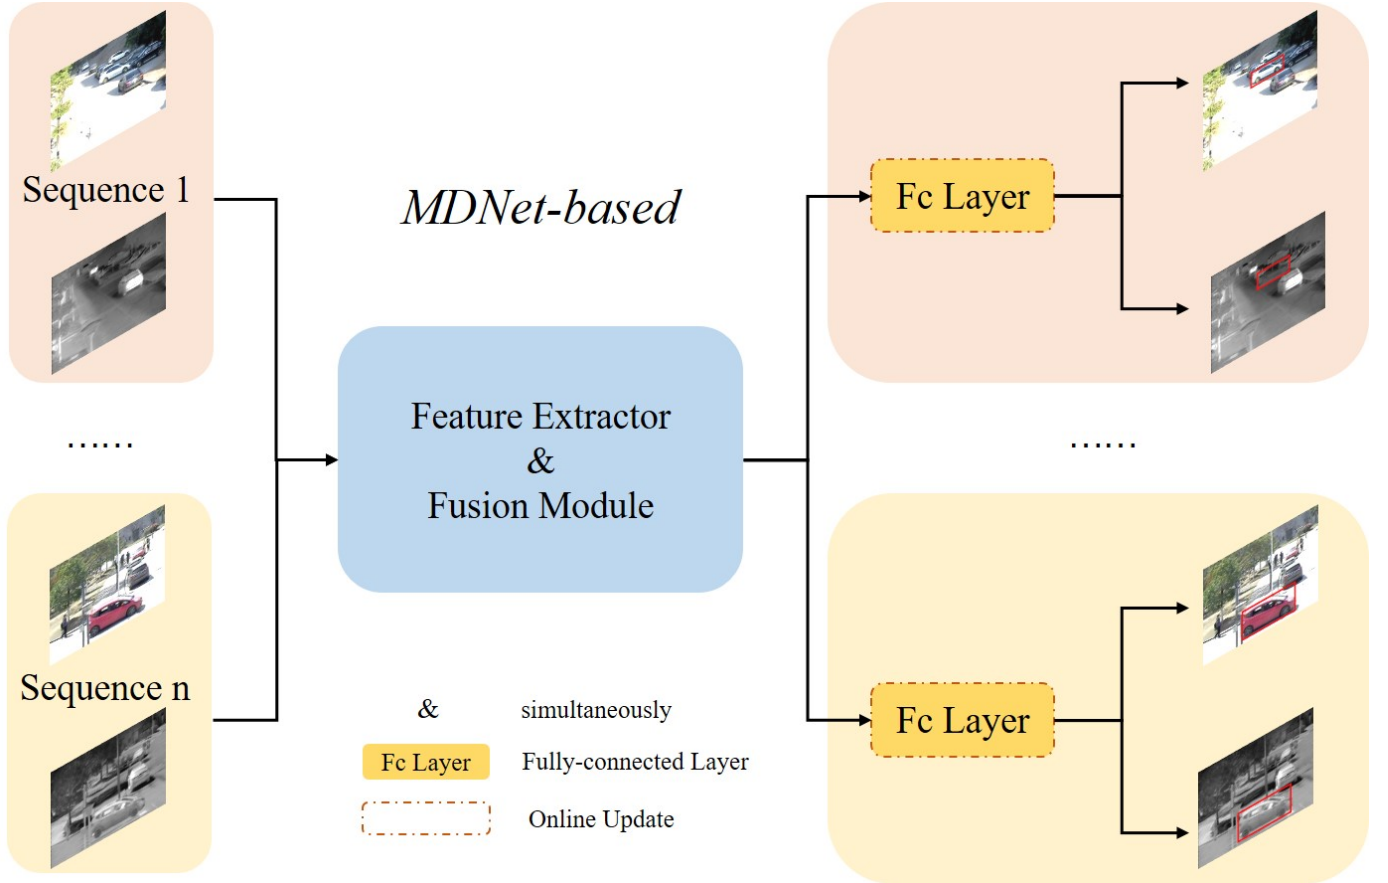 Sequence 1
MDNet-based
Fc Layer
Feature Extractor
&
Fusion Module
……
……
Sequence n
Fc Layer
& simultaneously
Fc Layer Fully-connected Layer
Online Update